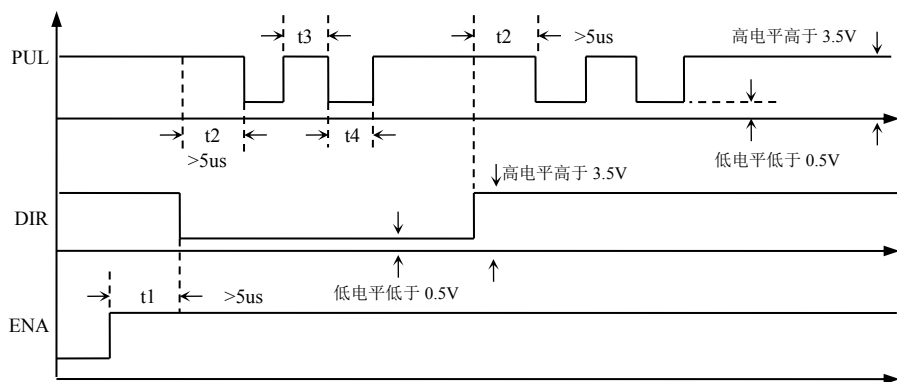 t3
t2
>5us
高电平高于 3.5V
PUL
t2
t4
>5us
低电平低于 0.5V
高电平高于 3.5V
DIR
t1
>5us
低电平低于 0.5V
ENA